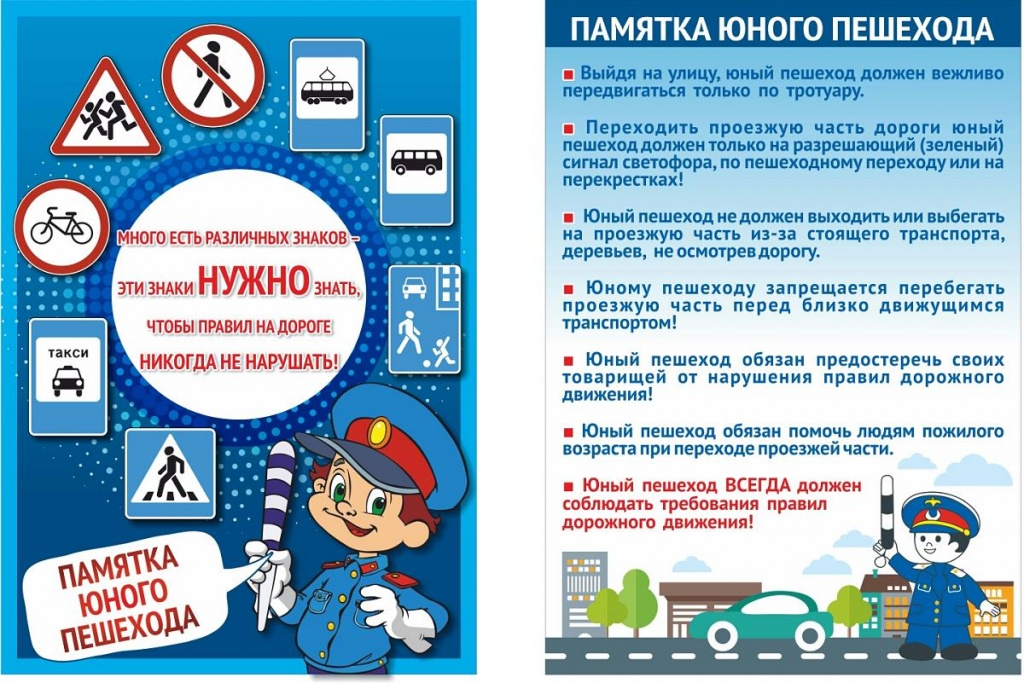 МНОГО ЕСТЬ РАЗЛИЧНЫХ ЗНАКОВ –
ЭТИ ЗНАКИ НУЖНО ЗНАТЬ,
ЧТОБЫ ПРАВИЛ НА ДОРОГЕ
НИКОГДА НЕ НАРУШАТЬ!
такси
ПАМЯТКА
ЮНОГО
ПЕШЕХОДА
ПАМЯТКА ЮНОГО ПЕШЕХОДА
■ Выйдя на улицу, юный пешеход должен вежливо
передвигаться только по тротуару.
■ Переходить проезжую часть дороги юный
пешеход должен только на разрешающий (зеленый)
сигнал светофора, по пешеходному переходу или на
перекрестках!
■ Юный пешеход не должен выходить или выбегать
на проезжую часть из-за стоящего транспорта,
деревьев, не осмотрев дорогу.
■ Юному пешеходу запрещается перебегать
проезжую часть перед близко движущимся
транспортом!
■ Юный пешеход обязан предостеречь своих
товарищей от нарушения правил дорожного
движения!
■ Юный пешеход обязан помочь людям пожилого
возраста при переходе проезжей части.
■ Юный пешеход ВСЕГДА должен
соблюдать требования правил
дорожного движения!